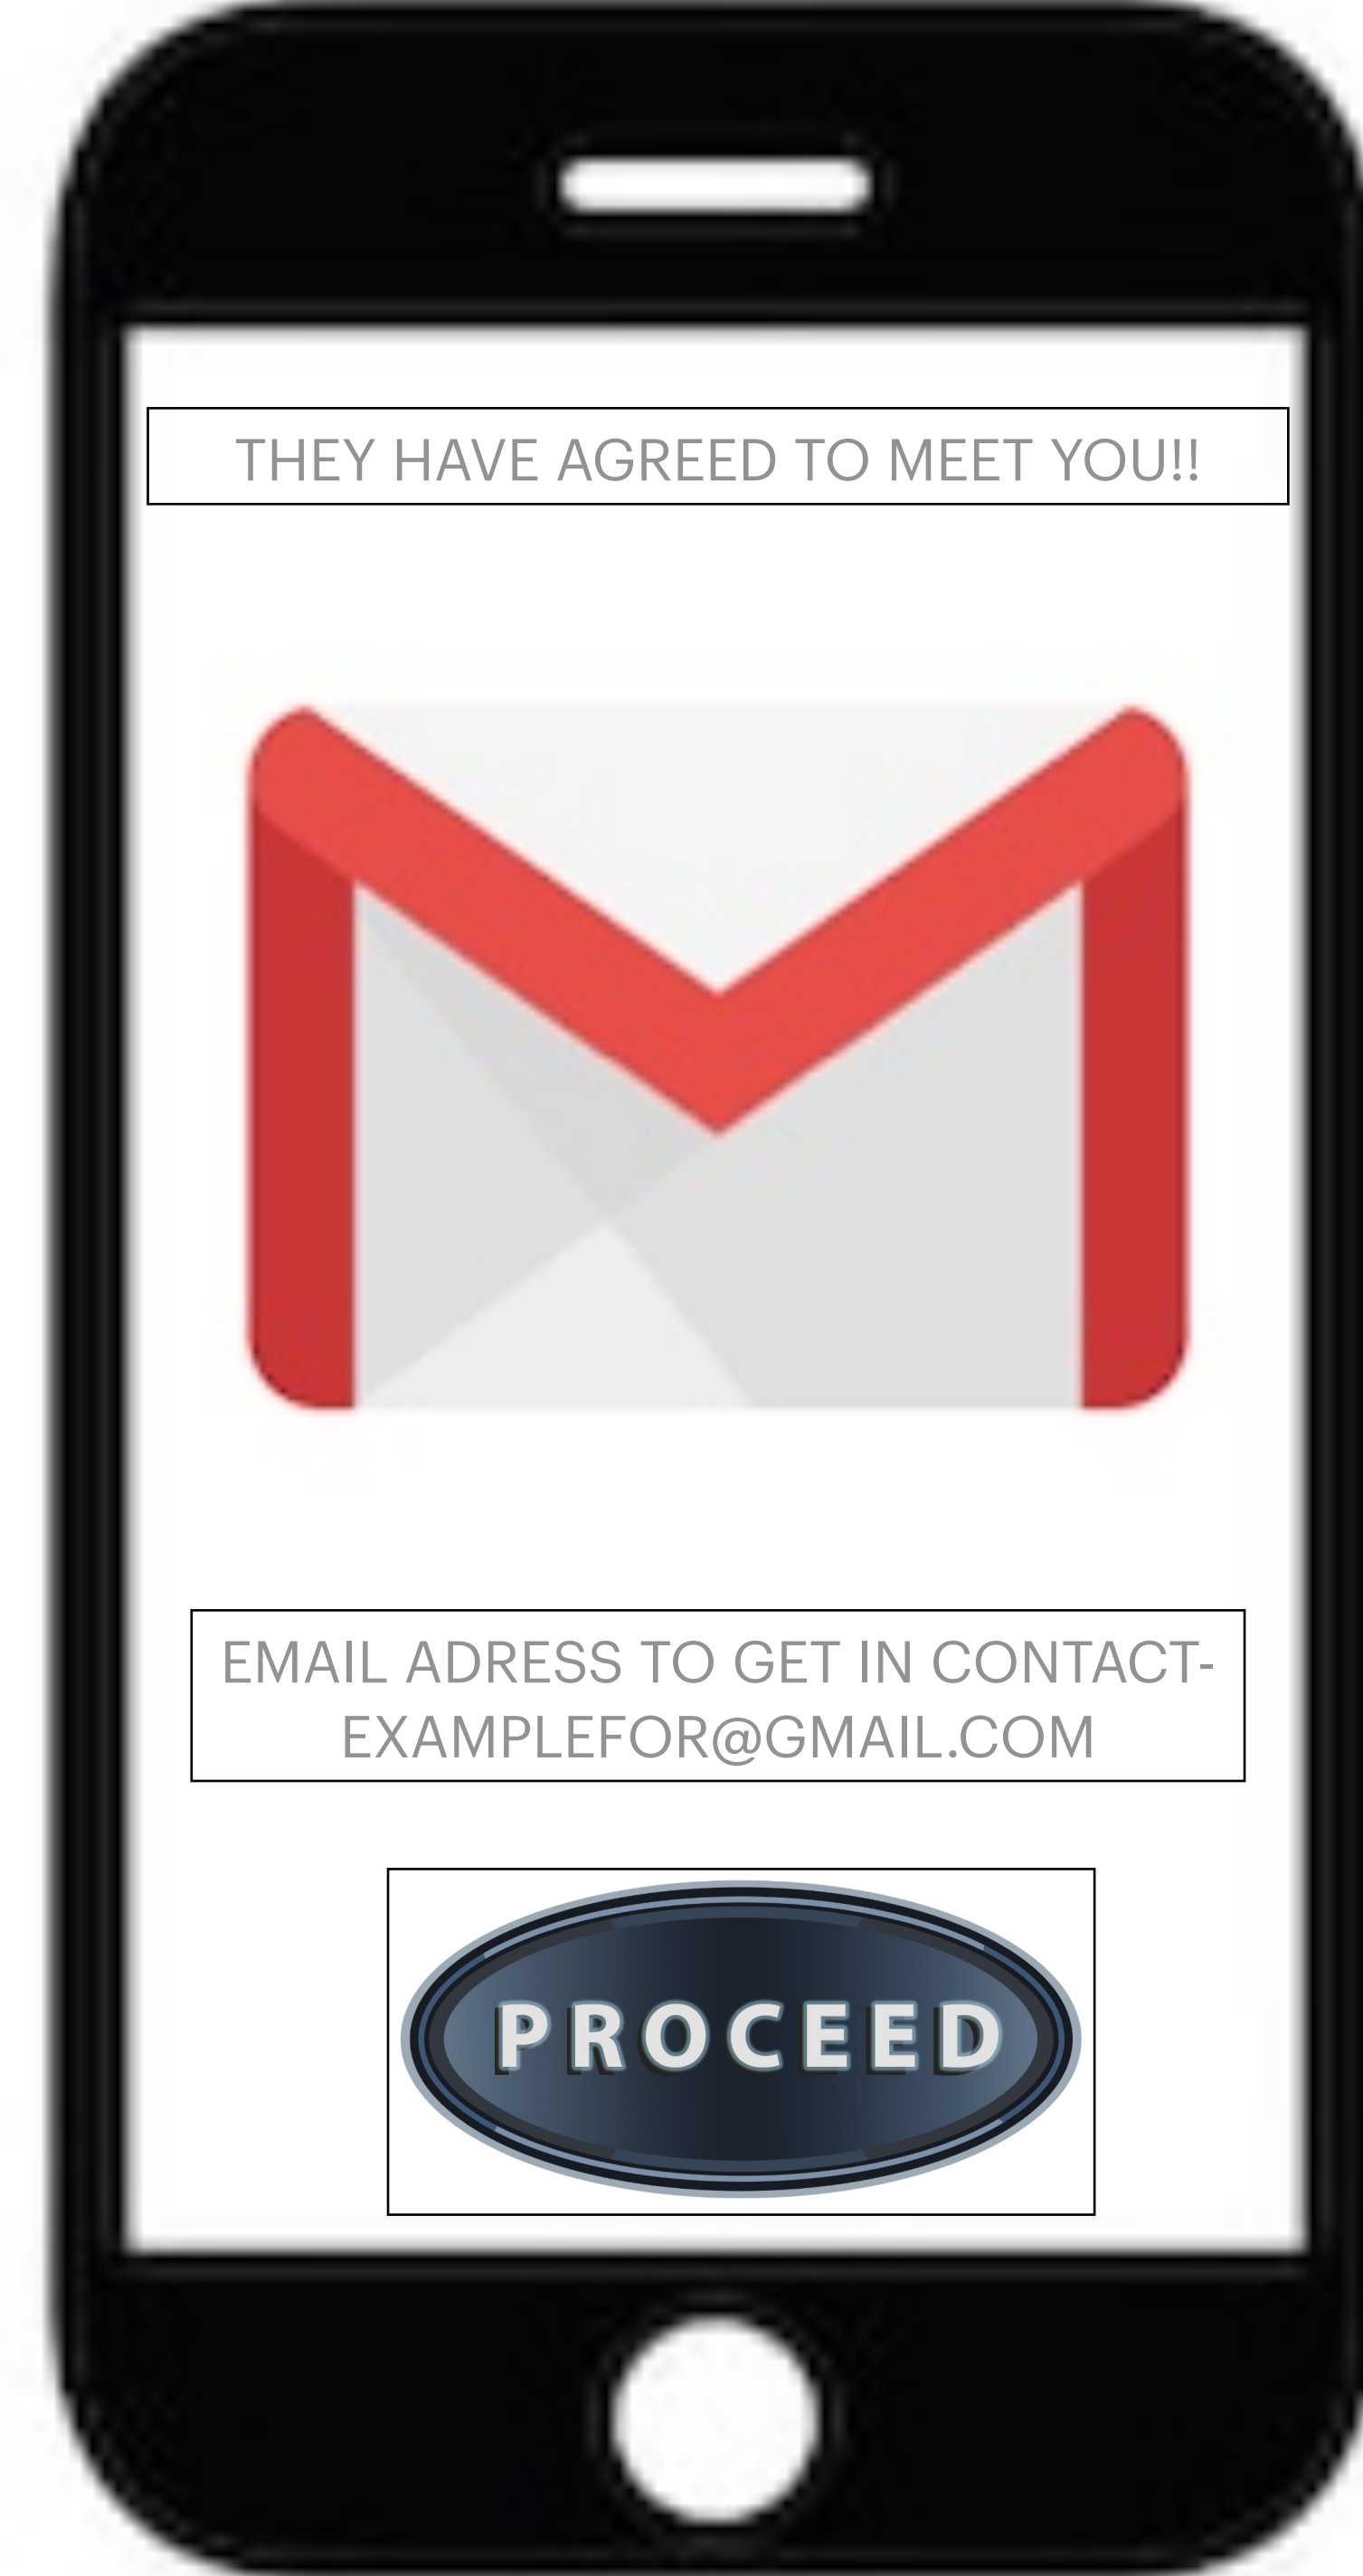 THEY HAVE AGREED TO MEET YOU!!
EMAIL ADRESS TO GET IN CONTACT-
EXAMPLEFOR@GMAIL.COM
PROCEED